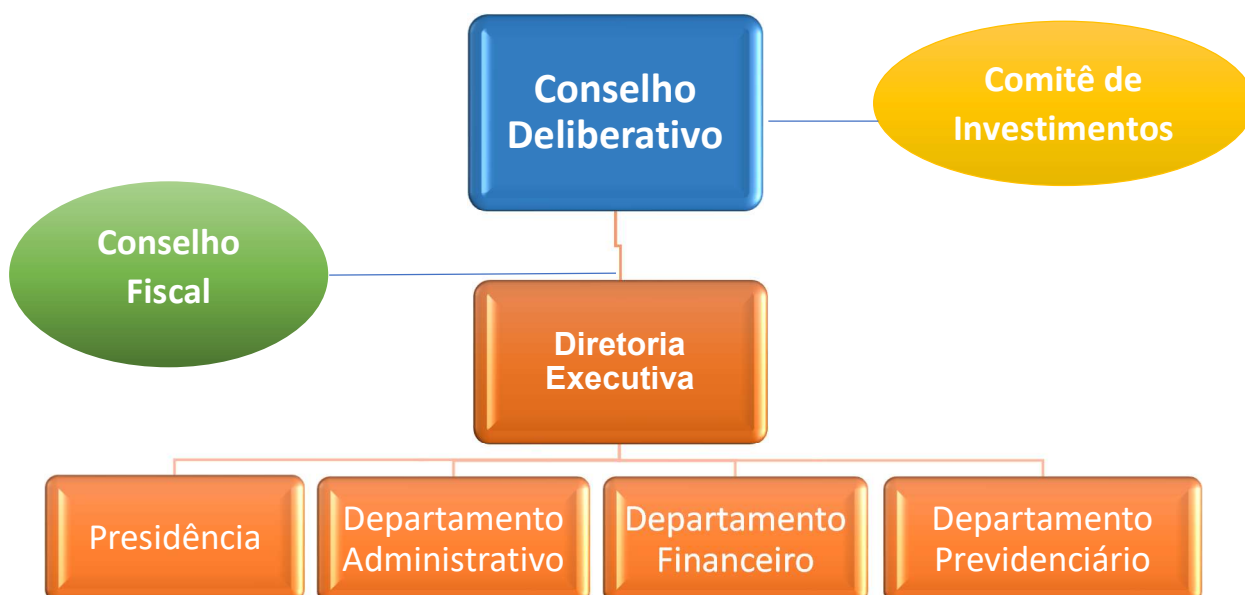 Conselho
Deliberativo
Comitê de
Investimentos
Conselho
Fiscal
Diretoria
Executiva
Presidência
Departamento
Administrativo
Departamento
Financeiro
Departamento
Previdenciário